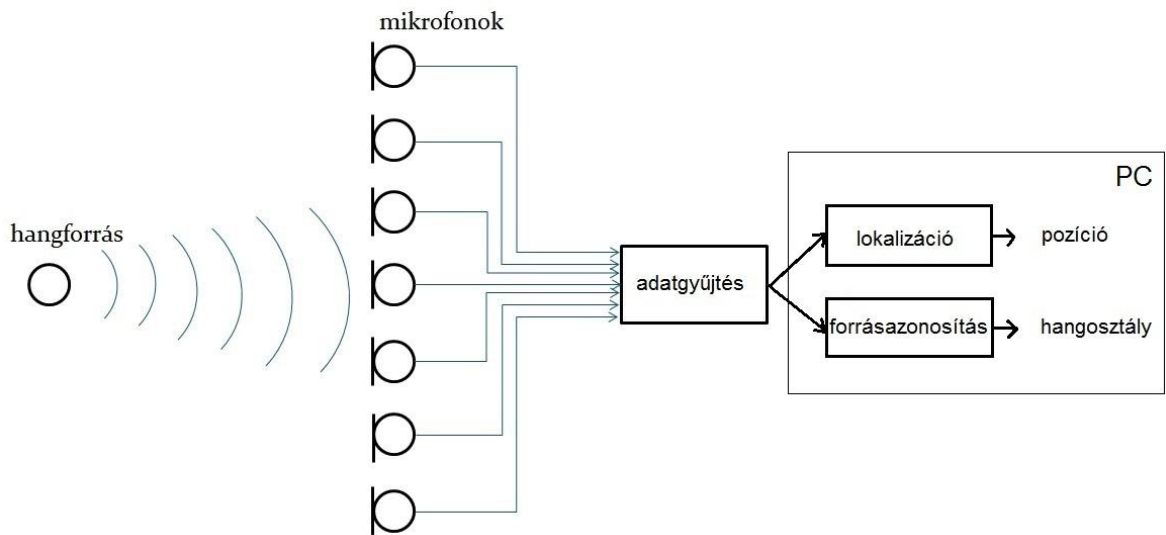 mikrofonok
hangforrás
adatgyűjtés
PC
lokalizáció
pozíció
forrásazonosítás
hangosztály